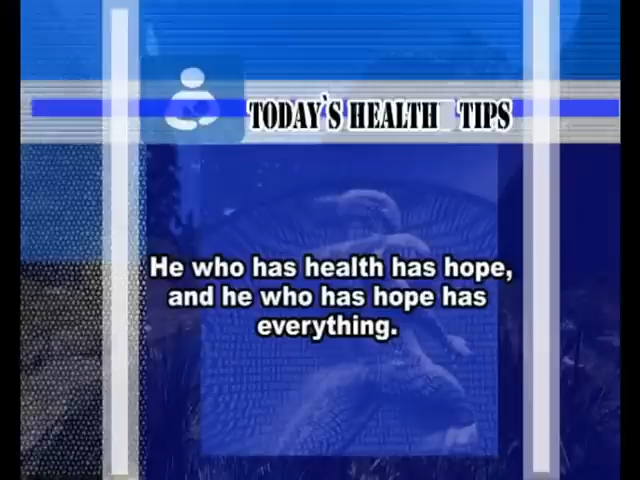 TODAY`S HEALTH TIPS
He who has health has hope,
and he who has hope has
everything.